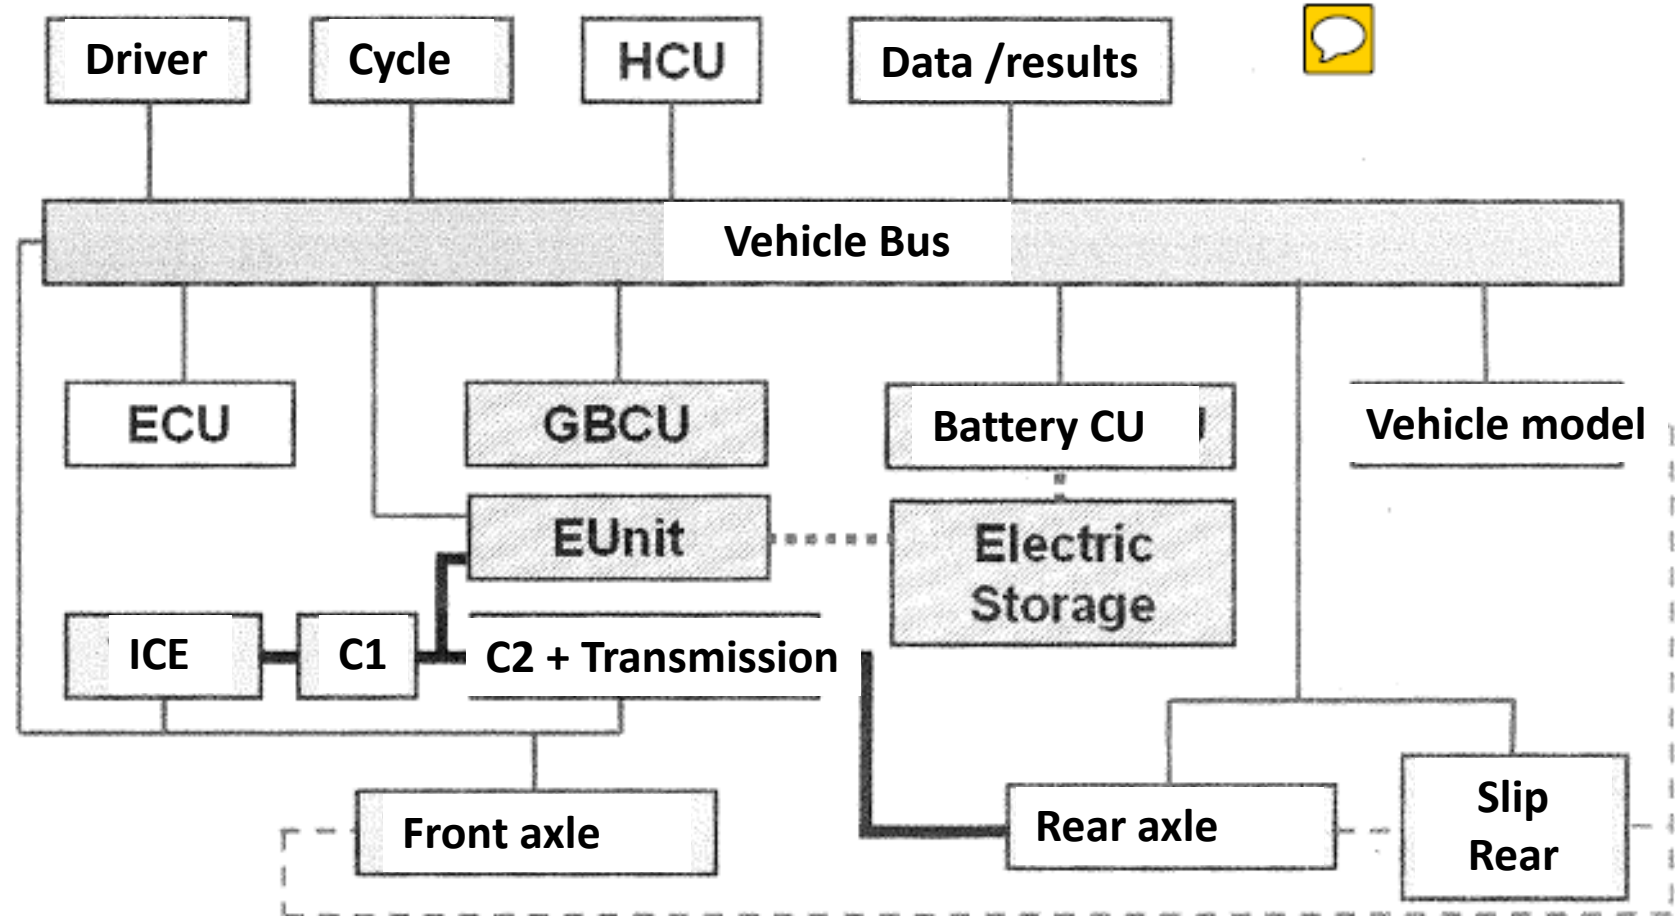 Driver
Cycle
HCU
Data /results
Vehicle Bus
ECU
GBCU
Battery CU
Vehicle model
EUnit
Electric
Storage
ICE
C1
C2 + Transmission
Front axle
Rear axle
Slip
Rear